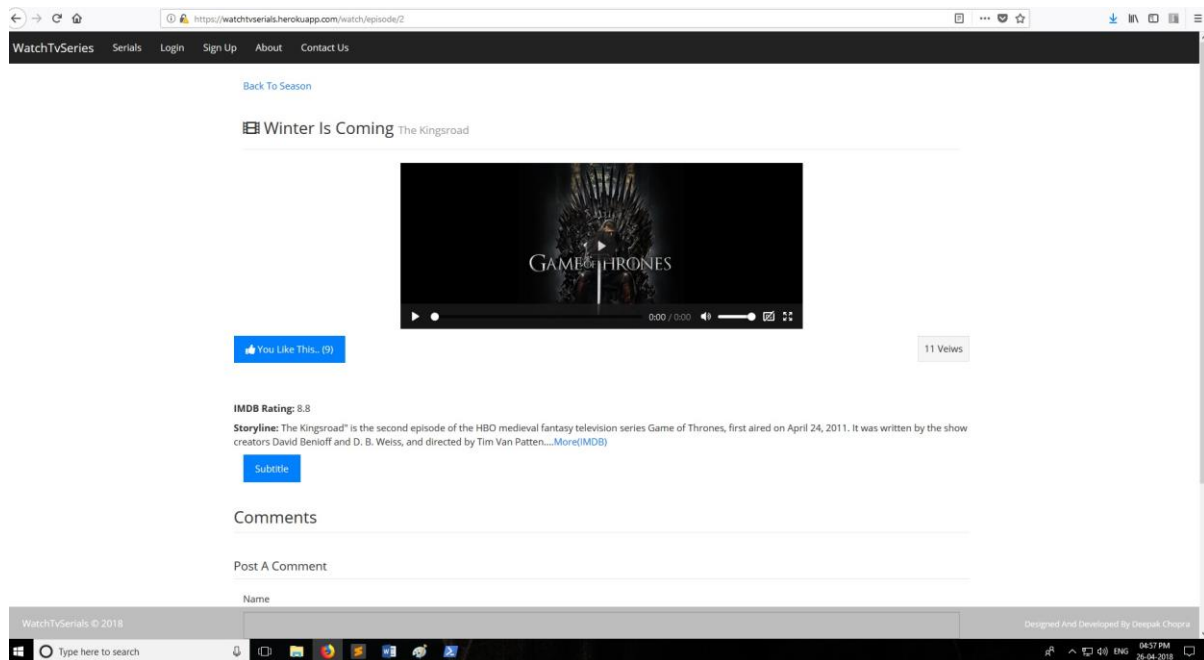 https://watchtvserials.herokuapp.com/watch/episode/2
WatchTvSeries Serials Login Sign Up About Contact Us
Back To Season
Winter Is Coming The Kingsroad
GAME OF THRONES
0:00 / 0:00
You Like This.. (9)
11 Veiws
IMDB Rating: 8.8
Storyline: The Kingsroad" is the second episode of the HBO medieval fantasy television series Game of Thrones, first aired on April 24, 2011. It was written by the show
creators David Benioff and D. B. Weiss, and directed by Tim Van Patten....More(IMDB)
Subtitle
Comments
Post A Comment
Name
WatchTvSerials © 2018 Designed And Developed By Deepak Chopra
Type here to search ENG 04:57 PM
26-04-2018